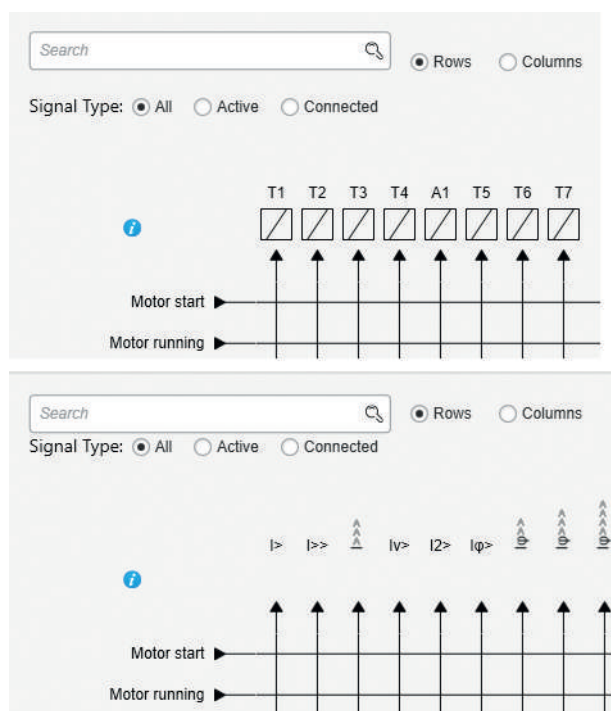 Search
Rows Columns
Signal Type: All Active Connected
T1 T2 T3 T4 A1 T5 T6 T7
Motor start
Motor running
Search
Rows Columns
Signal Type: All Active Connected
I> I>> I>>> Iv> I2> Iφ>
Motor start
Motor running